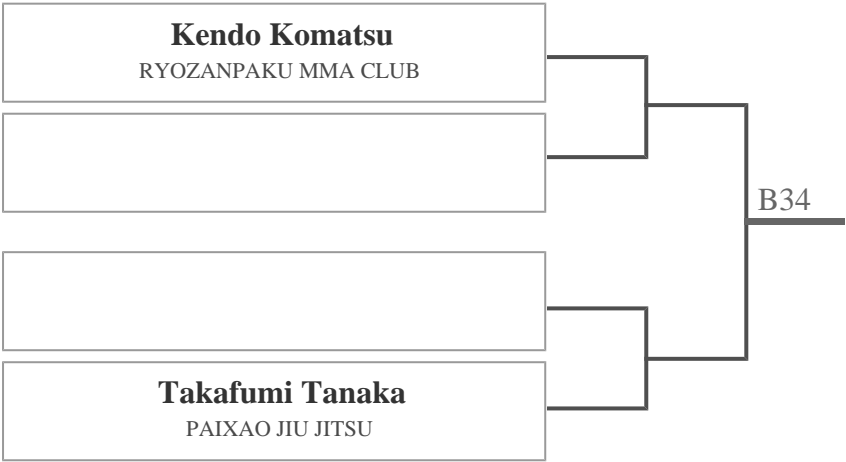 Kendo Komatsu
RYOZANPAKU MMA CLUB
B34
Takafumi Tanaka
PAIXAO JIU JITSU